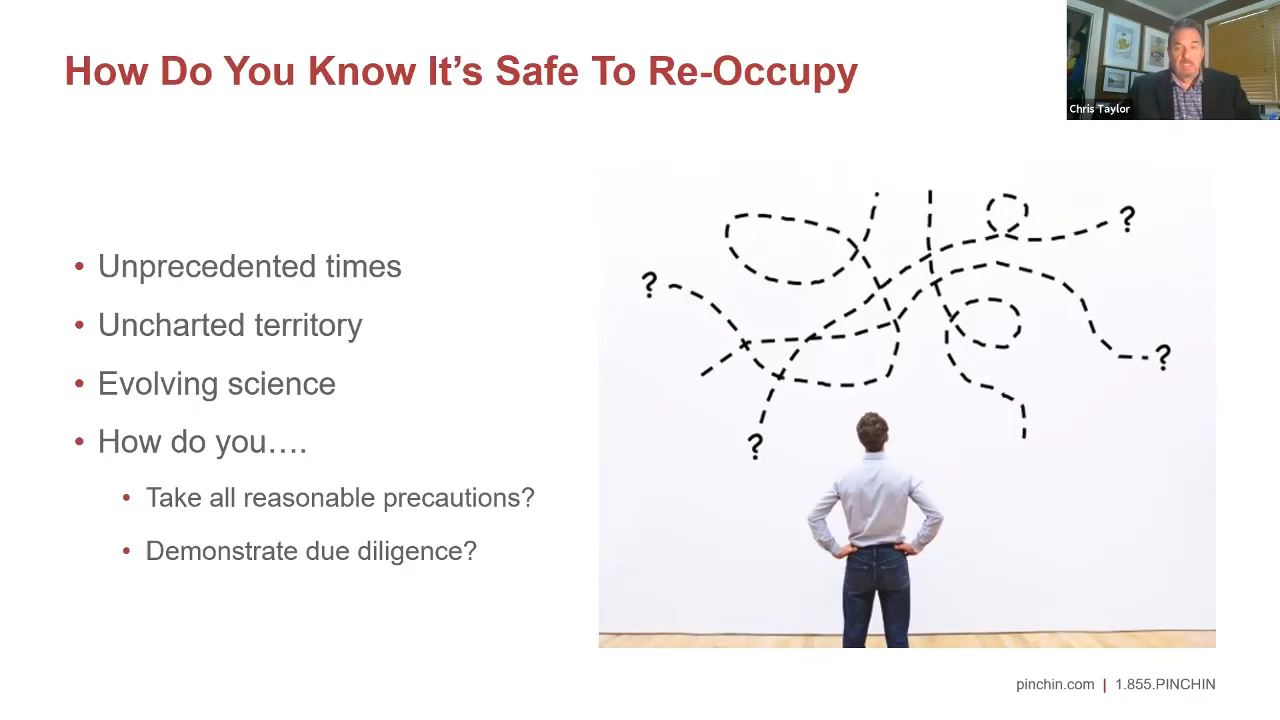 How Do You Know It's Safe To Re-Occupy
Chris Taylor
• Unprecedented times
• Uncharted territory
• Evolving science
• How do you….
• Take all reasonable precautions?
• Demonstrate due diligence?
?
?
?
?
pinchin.com | 1.855.PINCHIN